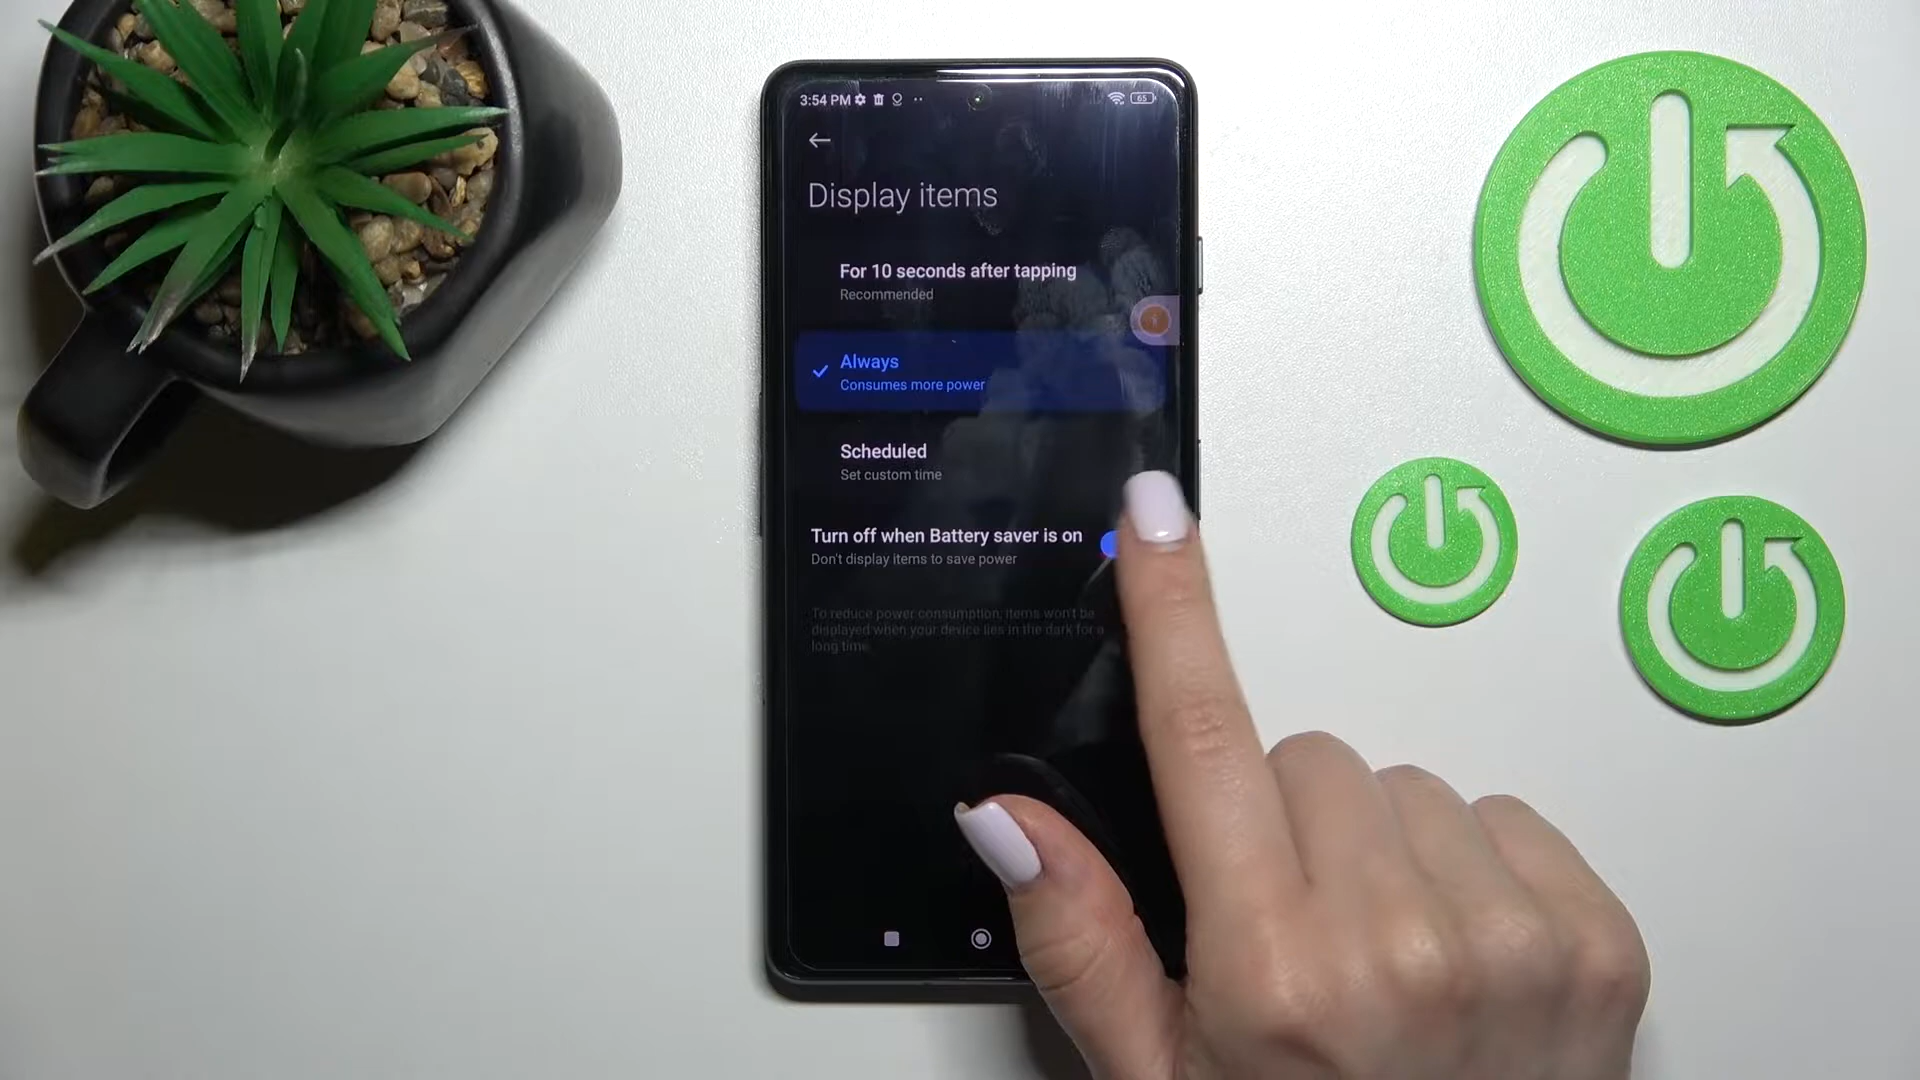 3:54 PM
65
Display items
For 10 seconds after tapping
Recommended
Always
Consumes more power
Scheduled
Set custom time
Turn off when Battery saver is on
Don't display items to save power
To reduce power consumption, items won't be
displayed when your device lies in the dark for a
long time.